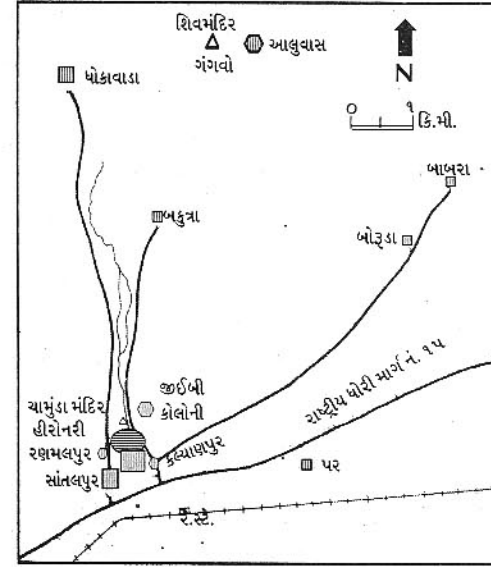 શિવમંદિર
ગંગવો
આલુવાસ
ધોકાવાડા
N
૦ ૧
કિ.મી.
બાબરા
બકુત્રા
બોરૂડા
જીઈબી
કોલોની
ચામુંડા મંદિર
હીરોનરી
રણમલપુર
સાંતલપુર
કલ્યાણપુર
રાષ્ટ્રીય ધોરી માર્ગ નં. ૧૫
પર
રે.સ્ટે.